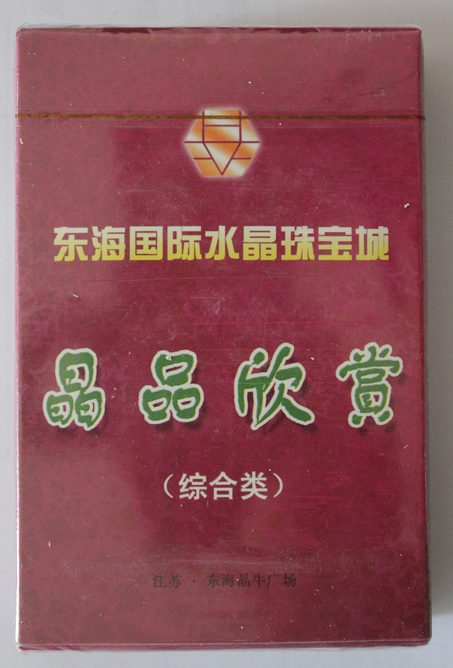 东海国际水晶珠宝城
晶品欣赏
（综合类）
江苏·东海晶牛广场